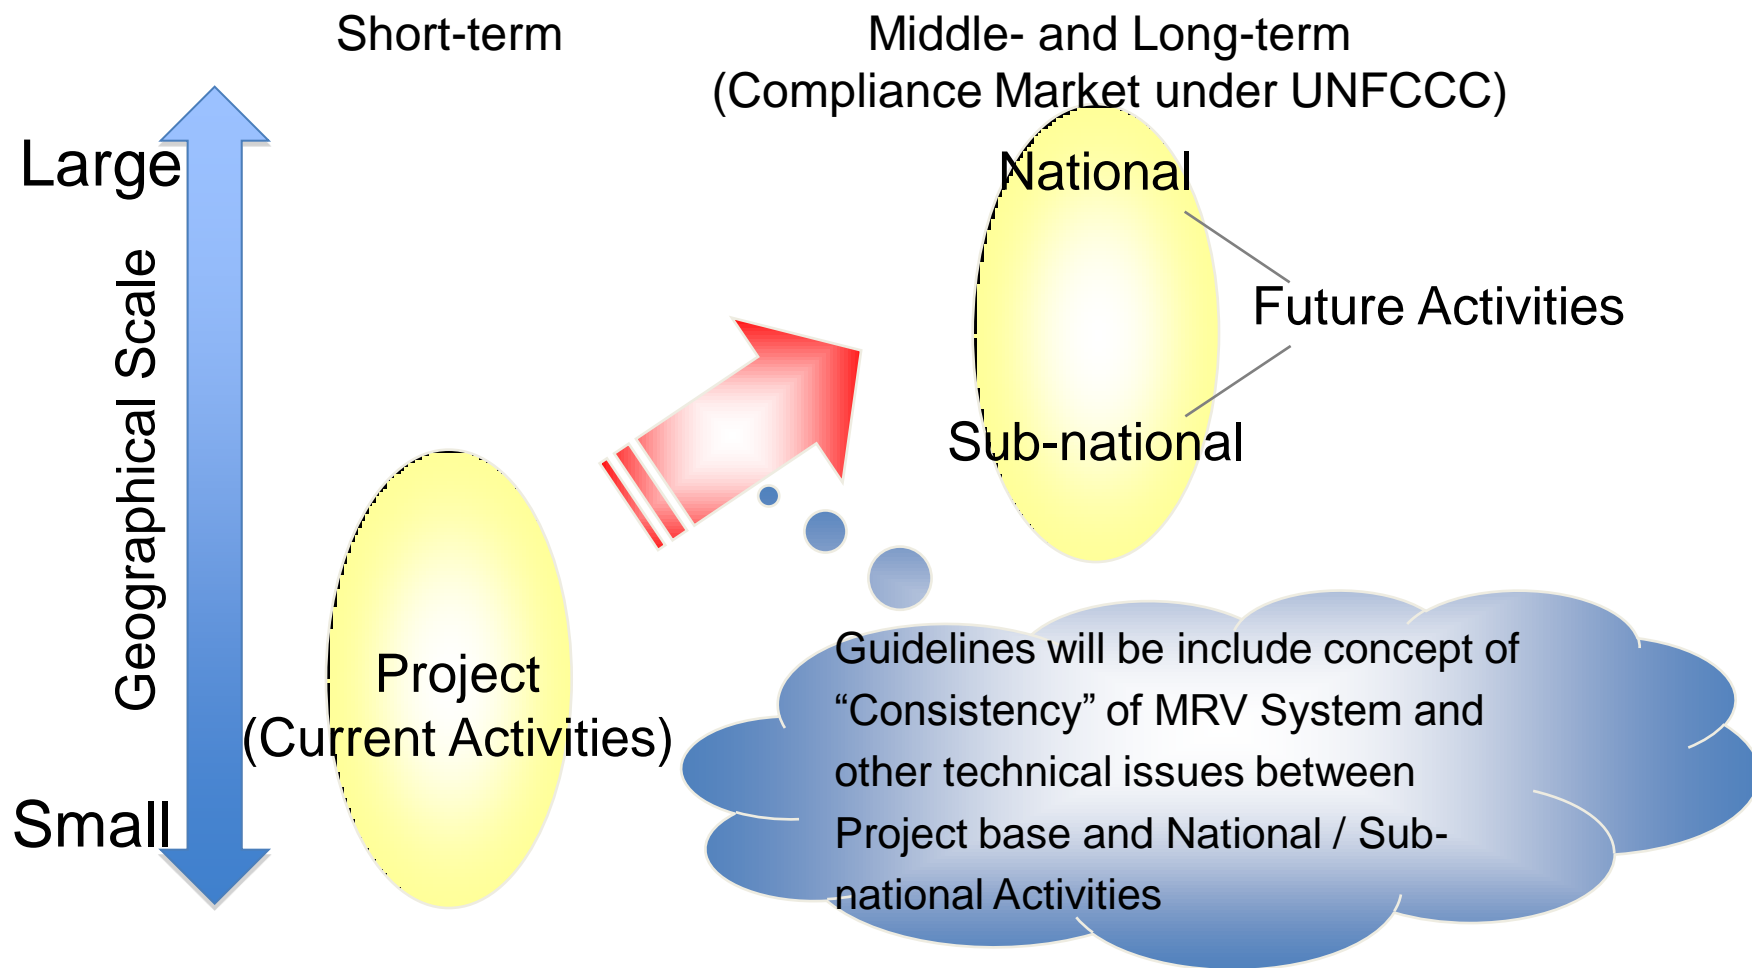 Short-term
Middle- and Long-term
(Compliance Market under UNFCCC)
Large
Geographical Scale
Small
National
Future Activities
Sub-national
Project
(Current Activities)
Guidelines will be include concept of
“Consistency” of MRV System and
other technical issues between
Project base and National / Sub-
national Activities